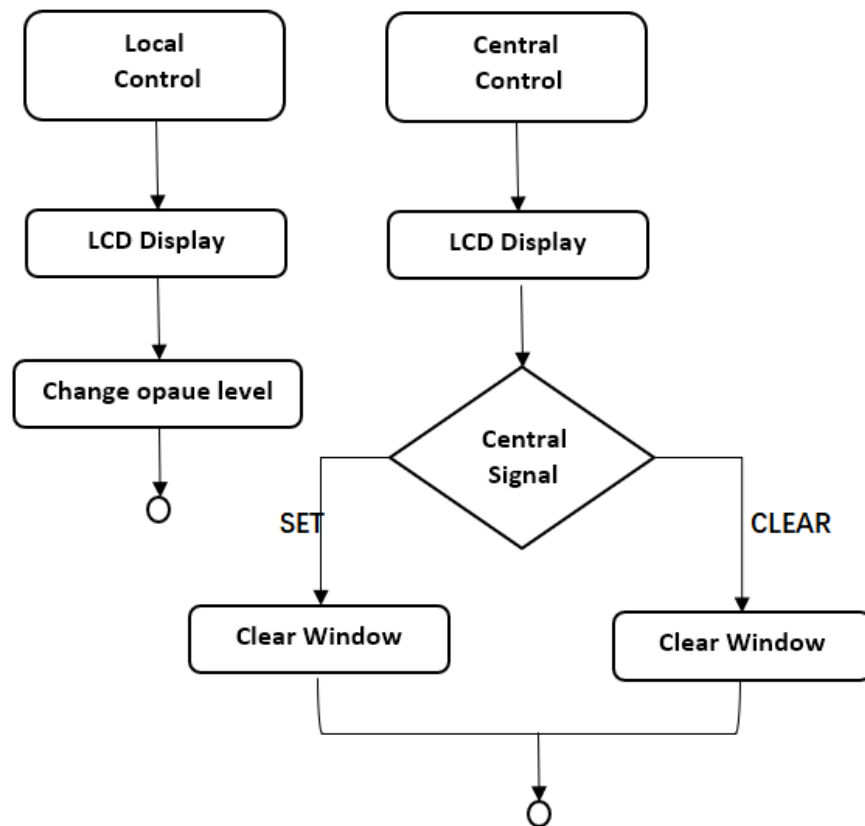 Local
Control
Central
Control
LCD Display
LCD Display
Change opaue level
Central
Signal
SET
CLEAR
Clear Window
Clear Window